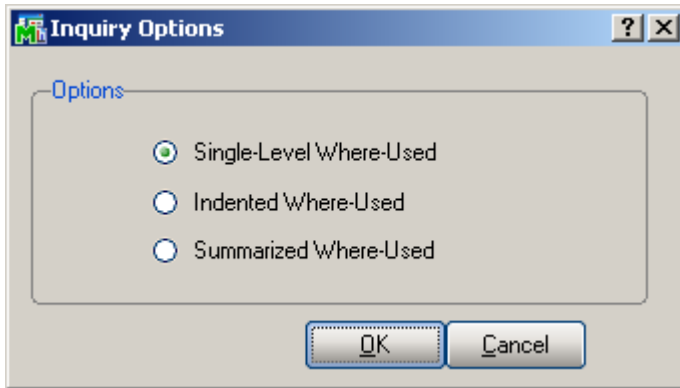 Inquiry Options
Options
Single-Level Where-Used
Indented Where-Used
Summarized Where-Used
OK
Cancel